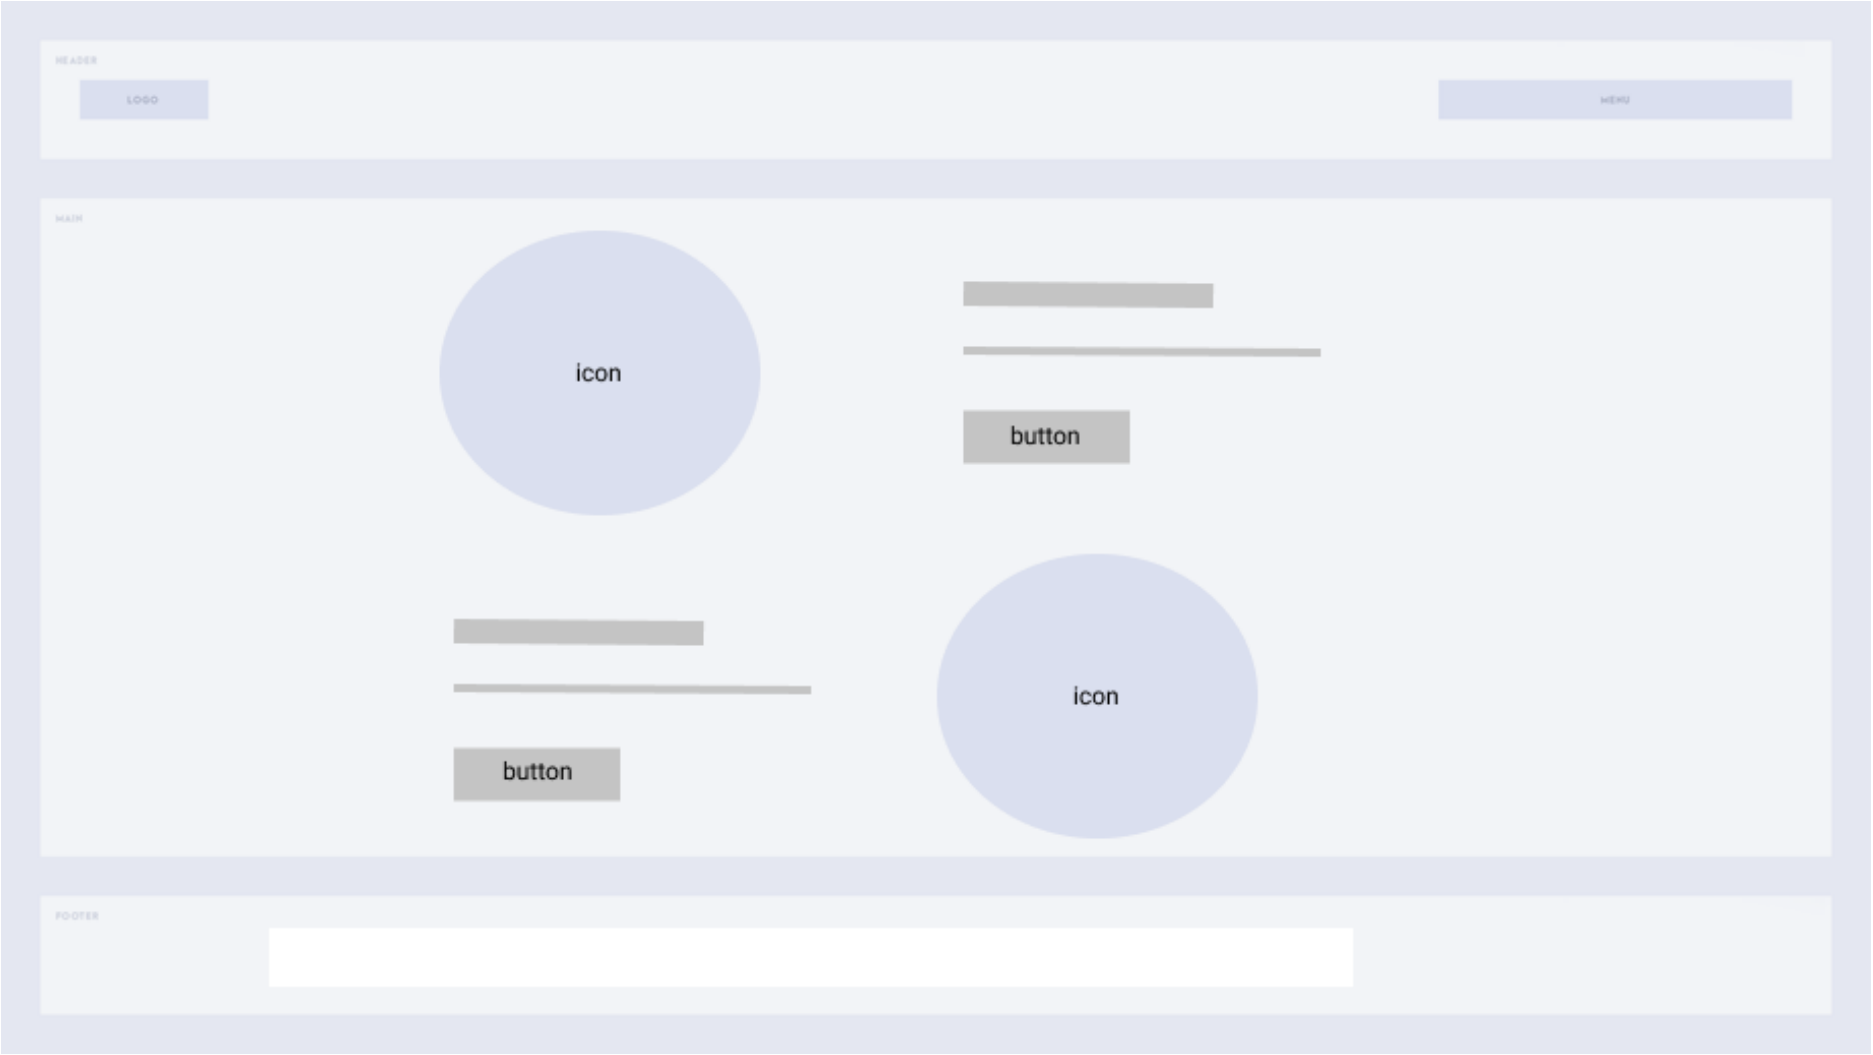 HEADER
LOGO
MENU
MAIN
icon
button
icon
button
FOOTER